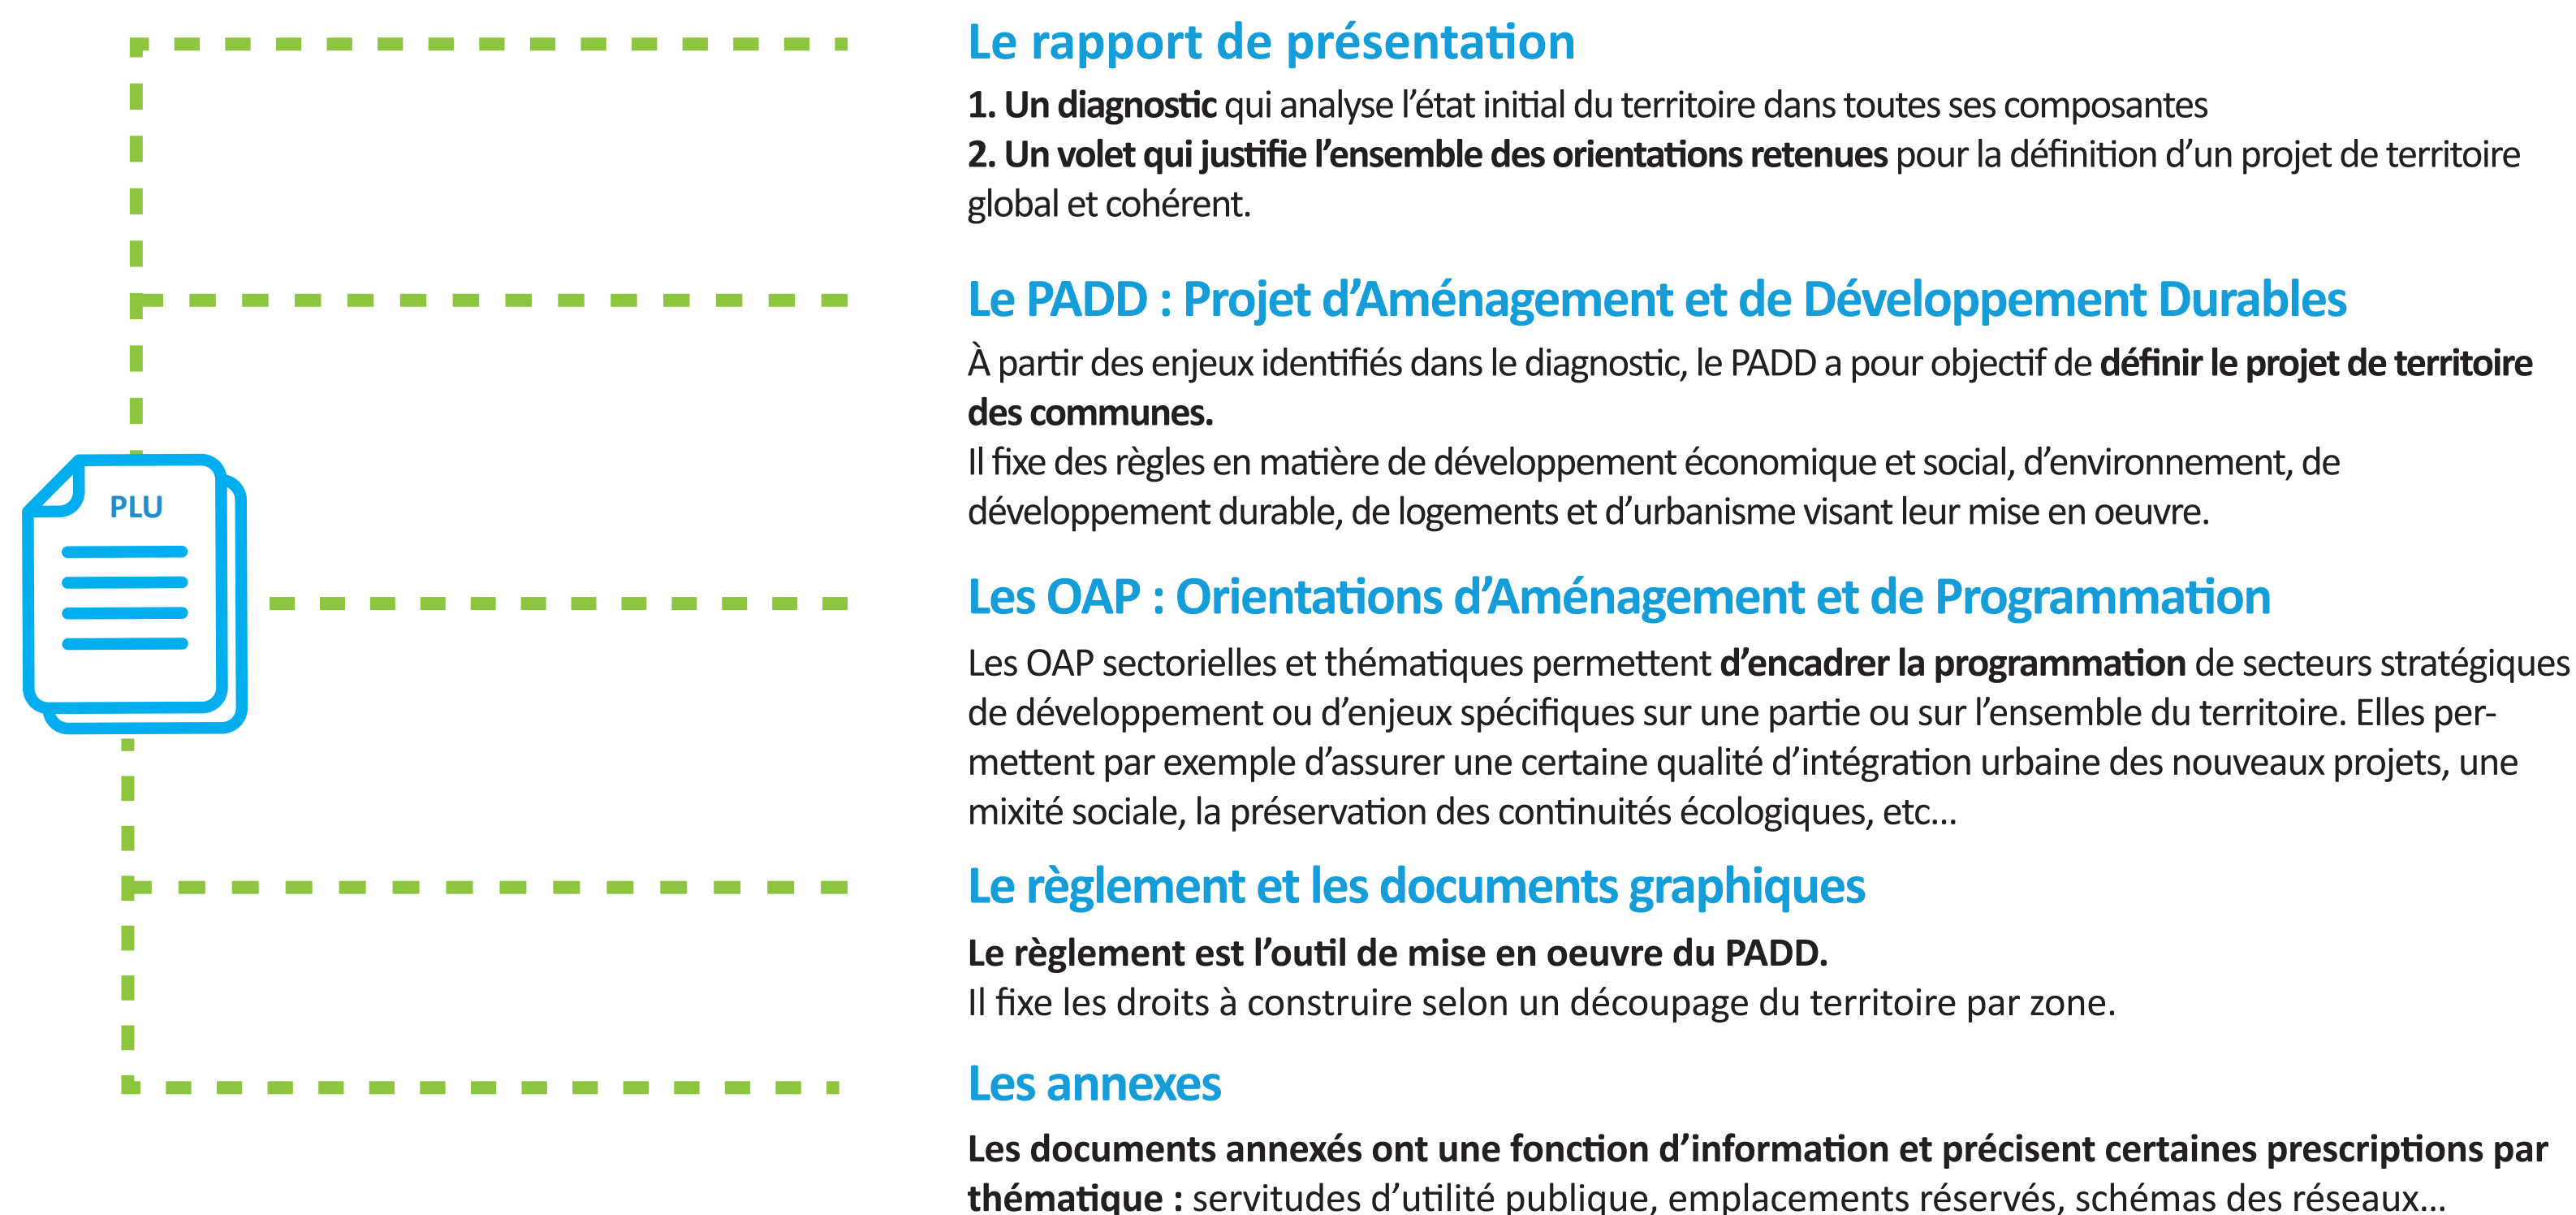 Le rapport de présentation
1. Un diagnostic qui analyse l’état initial du territoire dans toutes ses composantes
2. Un volet qui justifie l’ensemble des orientations retenues pour la définition d’un projet de territoire
global et cohérent.
Le PADD : Projet d’Aménagement et de Développement Durables
À partir des enjeux identifiés dans le diagnostic, le PADD a pour objectif de définir le projet de territoire
des communes.
Il fixe des règles en matière de développement économique et social, d’environnement, de
développement durable, de logements et d’urbanisme visant leur mise en oeuvre.
PLU
Les OAP : Orientations d’Aménagement et de Programmation
Les OAP sectorielles et thématiques permettent d’encadrer la programmation de secteurs stratégiques
de développement ou d’enjeux spécifiques sur une partie ou sur l’ensemble du territoire. Elles per-
mettent par exemple d’assurer une certaine qualité d’intégration urbaine des nouveaux projets, une
mixité sociale, la préservation des continuités écologiques, etc...
Le règlement et les documents graphiques
Le règlement est l’outil de mise en oeuvre du PADD.
Il fixe les droits à construire selon un découpage du territoire par zone.
Les annexes
Les documents annexés ont une fonction d’information et précisent certaines prescriptions par
thématique : servitudes d’utilité publique, emplacements réservés, schémas des réseaux...